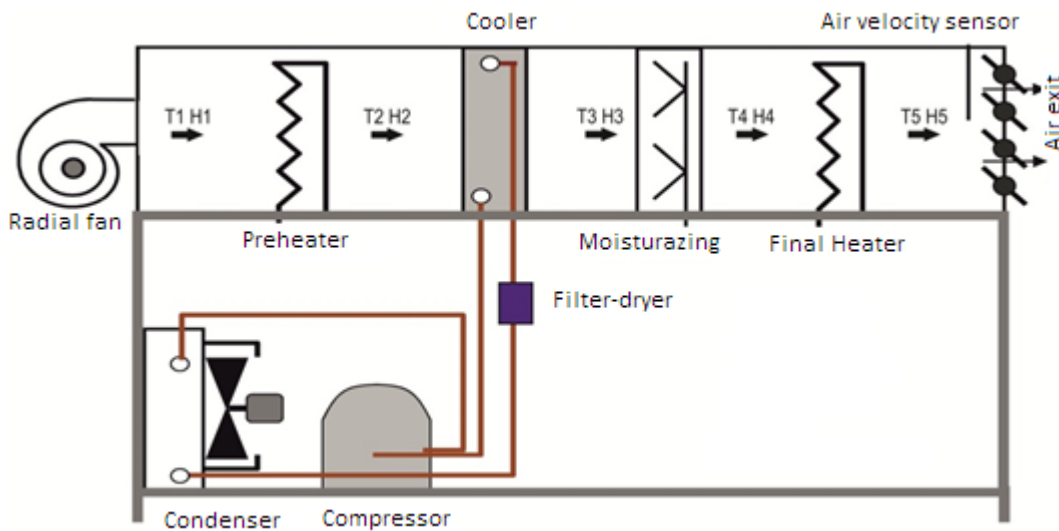 Cooler
Air velocity sensor
T1 H1
T2 H2
T3 H3
T4 H4
T5 H5
Air exit
Radial fan
Preheater
Moisturazing
Final Heater
Filter-dryer
Condenser
Compressor